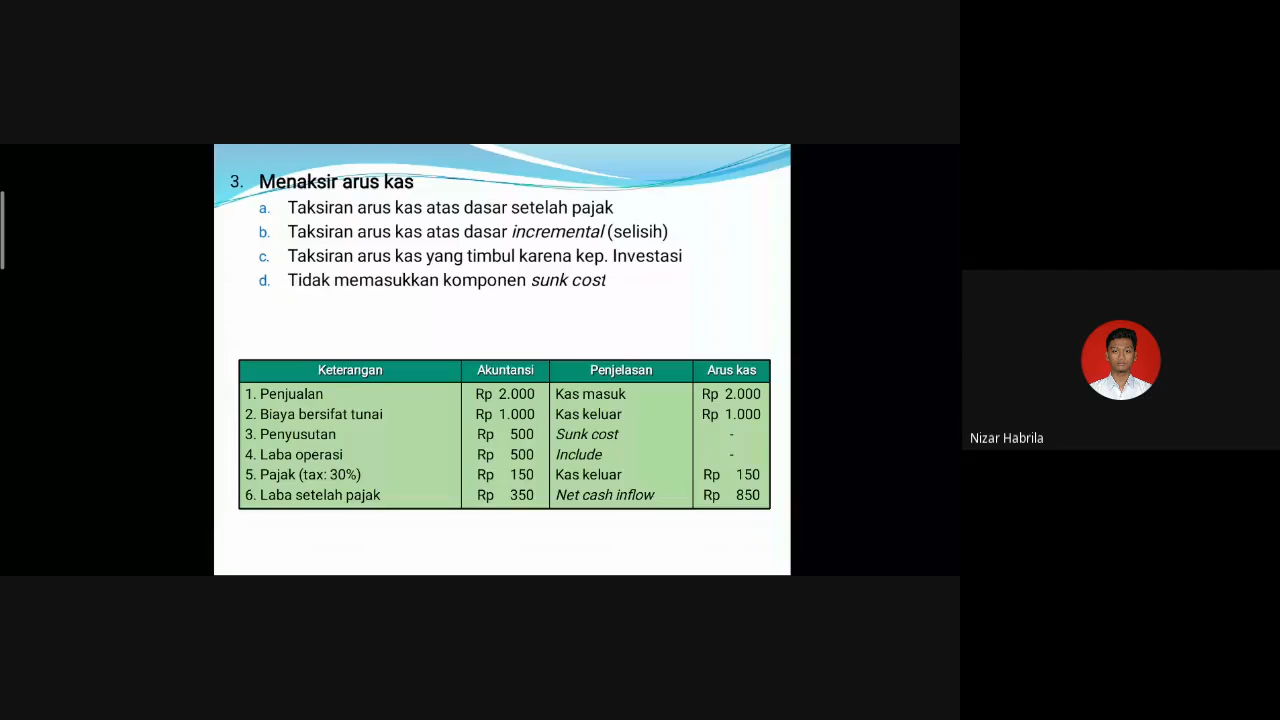 3. Menaksir arus kas
a. Taksiran arus kas atas dasar setelah pajak
b. Taksiran arus kas atas dasar incremental (selisih)
c. Taksiran arus kas yang timbul karena kep. Investasi
d. Tidak memasukkan komponen sunk cost
Keterangan Akuntansi Penjelasan Arus kas
1. Penjualan Rp 2.000 Kas masuk Rp 2.000
2. Biaya bersifat tunai Rp 1.000 Kas keluar Rp 1.000
3. Penyusutan Rp 500 Sunk cost -
4. Laba operasi Rp 500 Include -
5. Pajak (tax: 30%) Rp 150 Kas keluar Rp 150
6. Laba setelah pajak Rp 350 Net cash inflow Rp 850
Nizar Habrila